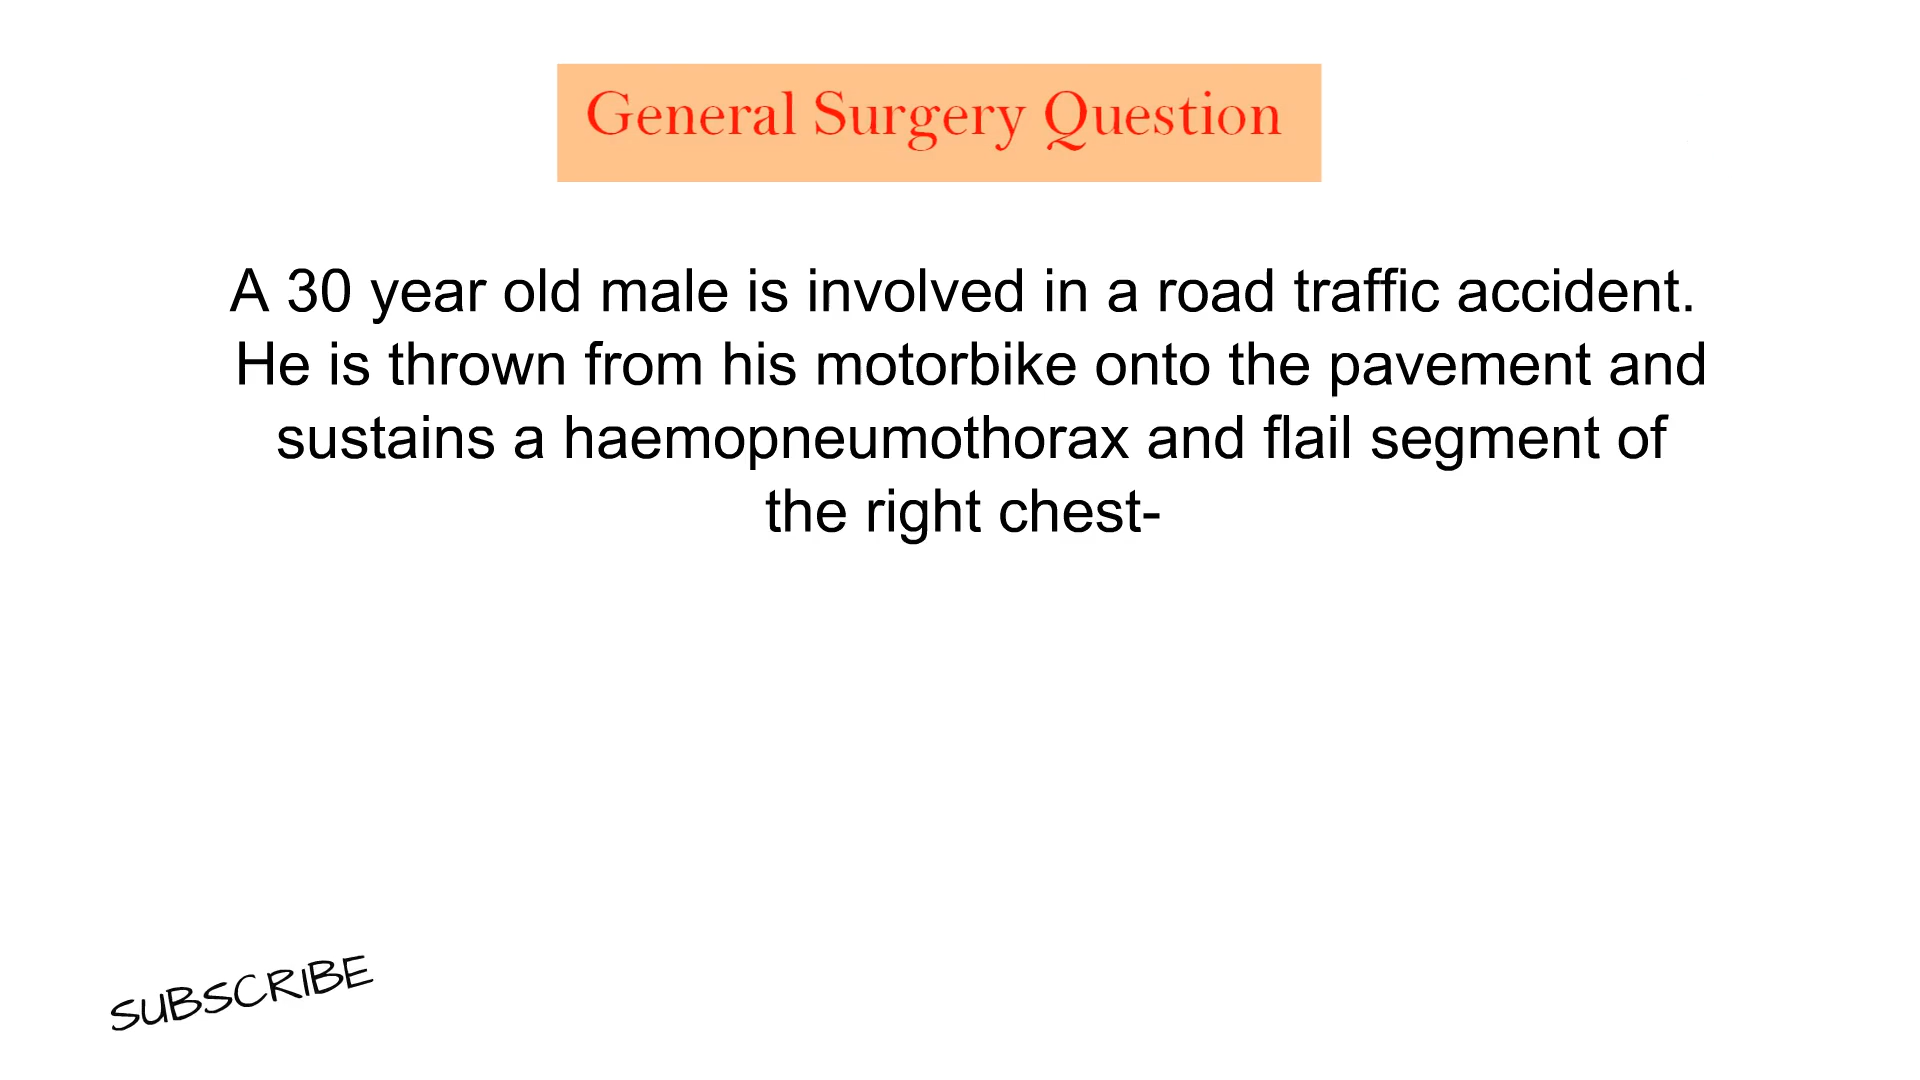 General Surgery Question
A 30 year old male is involved in a road traffic accident.
He is thrown from his motorbike onto the pavement and
sustains a haemopneumothorax and flail segment of
the right chest-
SUBSCRIBE